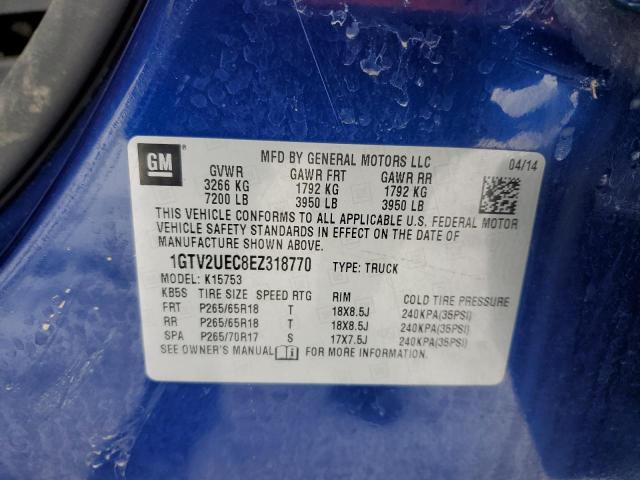 GM
MFD BY GENERAL MOTORS LLC 04/14
GVWR GAWR FRT GAWR RR
3266 KG 1792 KG 1792 KG
7200 LB 3950 LB 3950 LB
THIS VEHICLE CONFORMS TO ALL APPLICABLE U.S. FEDERAL MOTOR
VEHICLE SAFETY STANDARDS IN EFFECT ON THE DATE OF
MANUFACTURE SHOWN ABOVE.
1GTV2UEC8EZ318770 TYPE: TRUCK
MODEL: K15753
KB5S TIRE SIZE SPEED RTG RIM COLD TIRE PRESSURE
FRT P265/65R18 T 18X8.5J 240KPA(35PSI)
RR P265/65R18 T 18X8.5J 240KPA(35PSI)
SPA P265/70R17 S 17X7.5J 240KPA(35PSI)
SEE OWNER'S MANUAL FOR MORE INFORMATION.